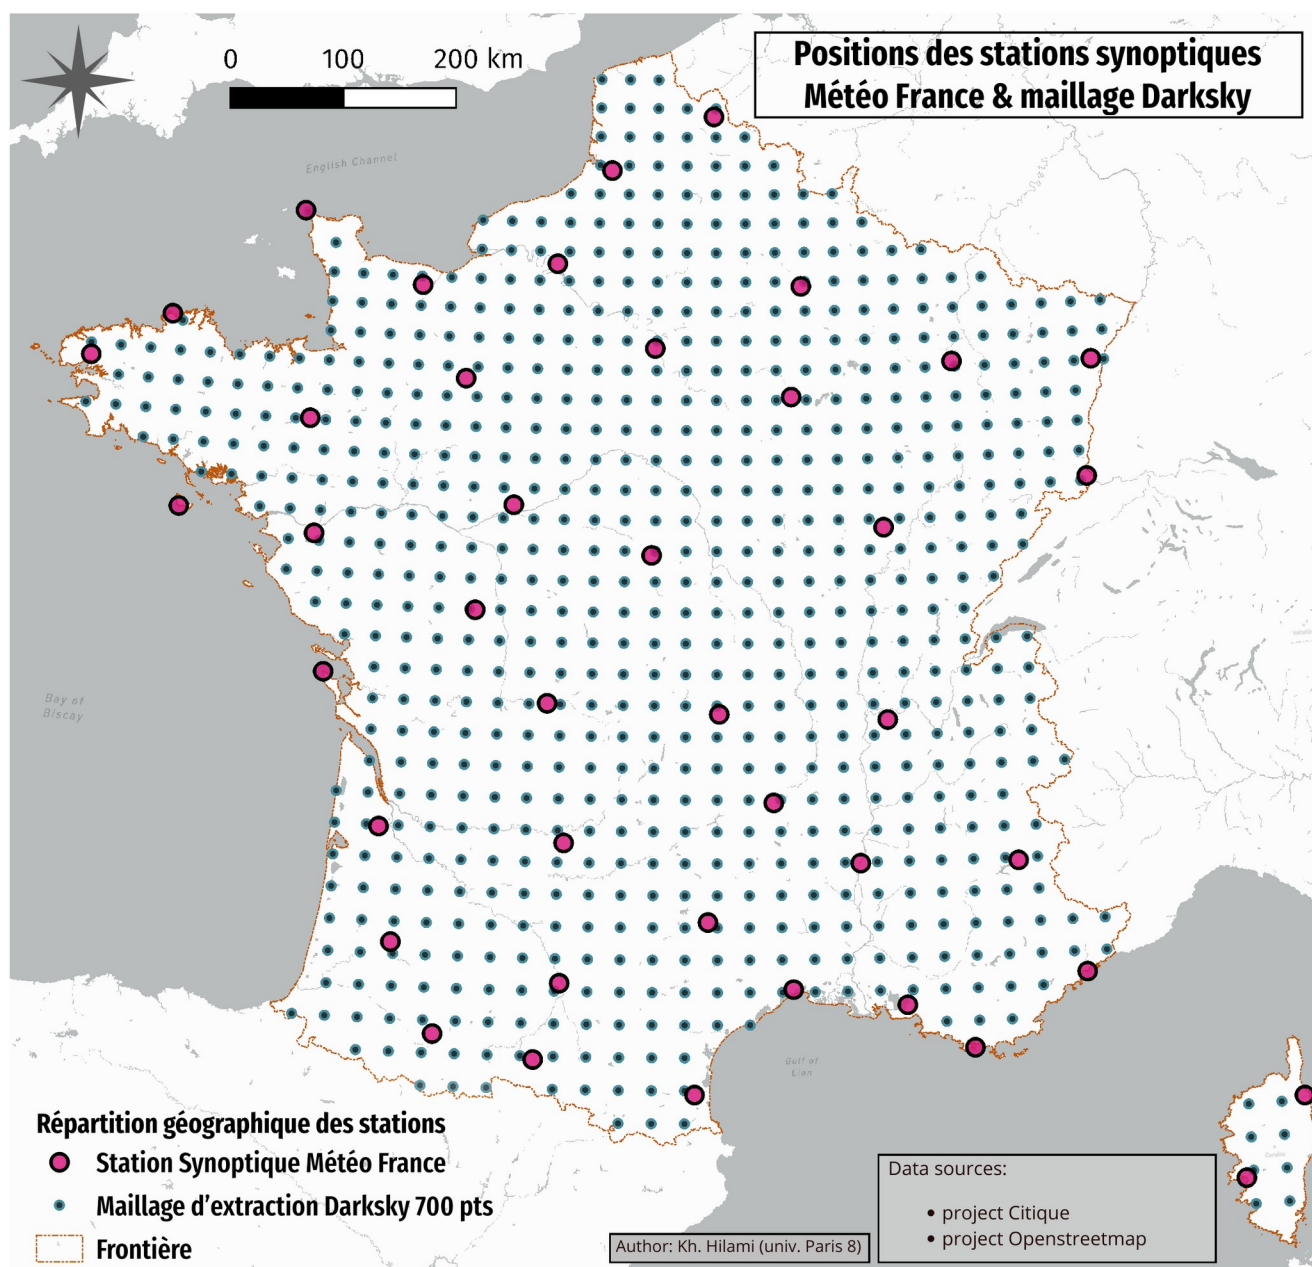 0 100 200 km
Positions des stations synoptiques
Météo France & maillage Darksky
English Channel
Bay of
Biscay
Gulf of
Lion
Répartition géographique des stations
Station Synoptique Météo France
Maillage d'extraction Darksky 700 pts
Frontière
Author: Kh. Hilami (univ. Paris 8)
Data sources:
• project Citique
• project Openstreetmap